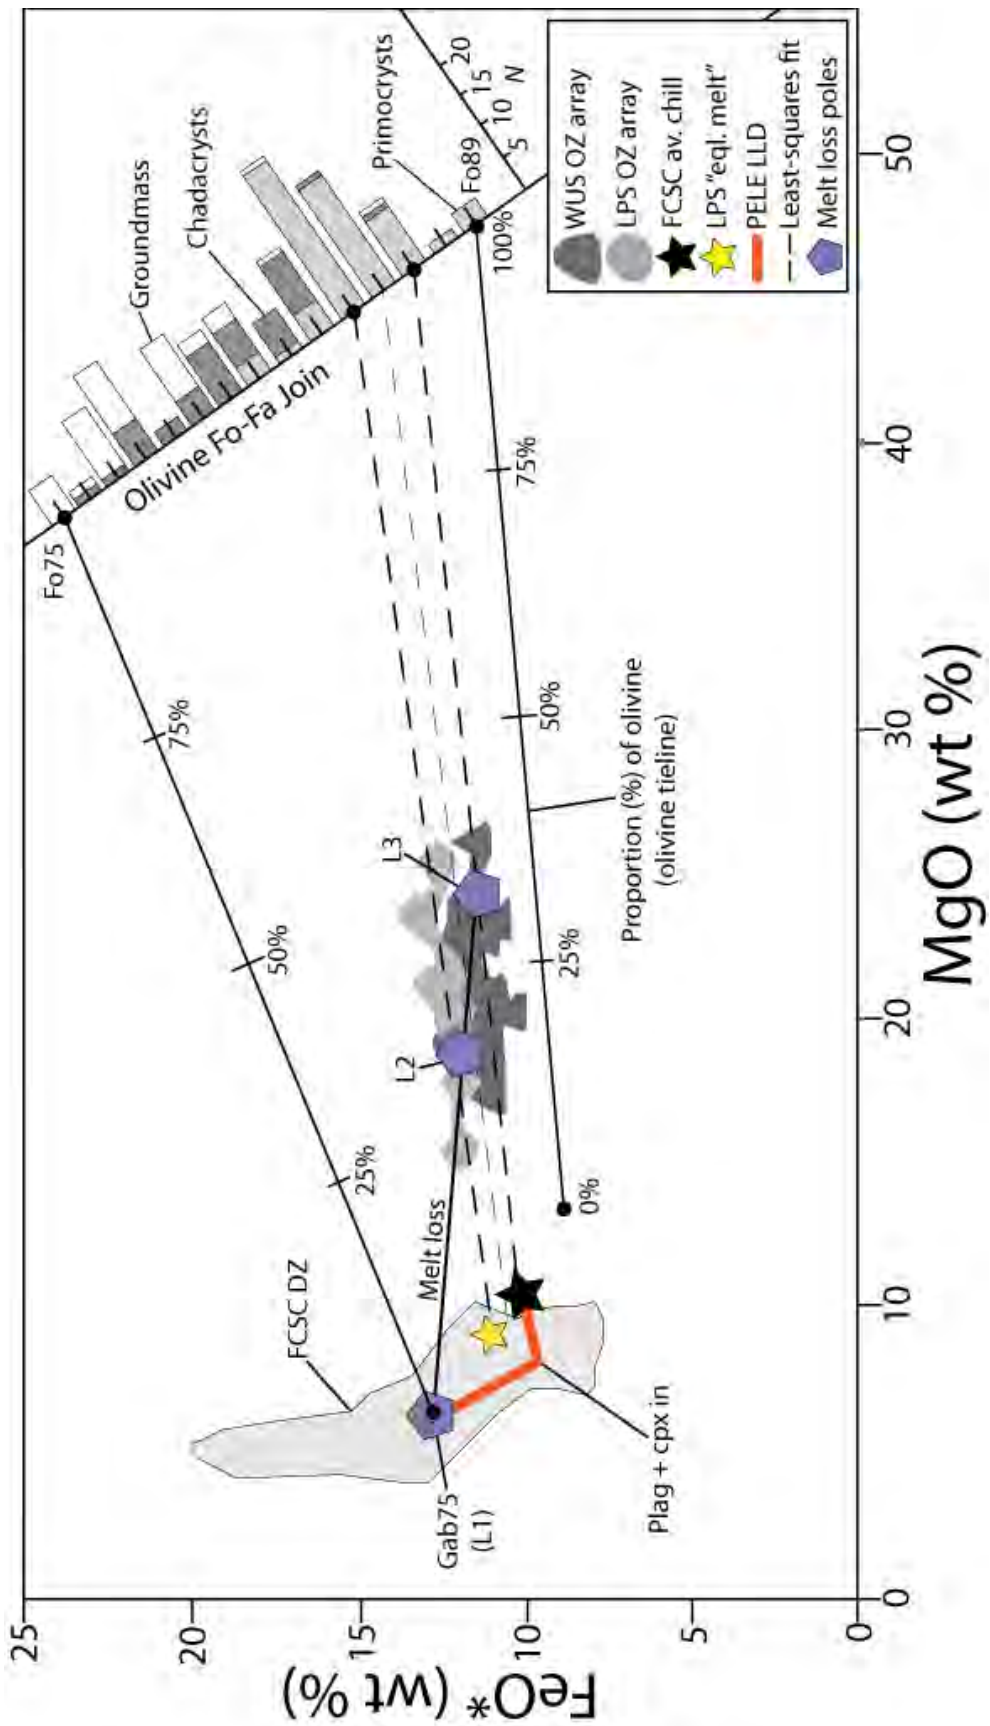 25
20
15
10
5
0
FeO* (wt %)
0
10
20
30
40
50
MgO (wt %)
FCSC DZ
Gab75
(L1)
Melt loss
Plag + cpx in
L2
L3
25%
50%
75%
Fo75
Olivine Fo-Fa Join
Groundmass
Chadacrysts
Primocrysts
Fo89
100%
75%
50%
25%
0%
Proportion (%) of olivine
(olivine tieline)
5
10
15
20
N
WUS OZ array
LPS OZ array
FCSC av. chill
LPS "eql. melt"
PELE LLD
Least-squares fit
Melt loss poles